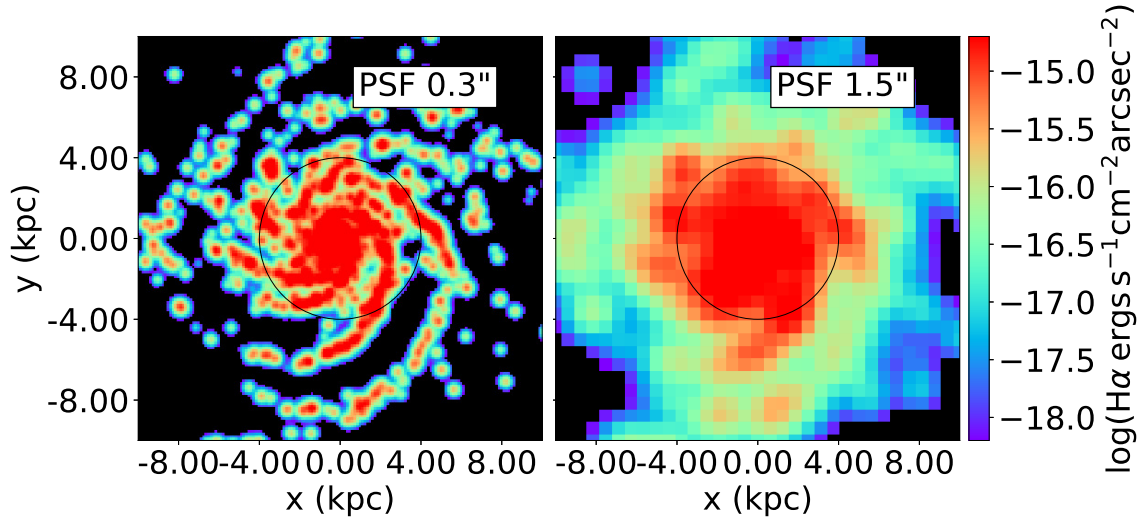 PSF 0.3"
PSF 1.5"
8.00
4.00
0.00
-4.00
-8.00
y (kpc)
-8.00 -4.00 0.00 4.00 8.00
x (kpc)
-8.00 -4.00 0.00 4.00 8.00
x (kpc)
−15.0
−15.5
−16.0
−16.5
−17.0
−17.5
−18.0
log(Hα ergs s⁻¹cm⁻²arcsec⁻²)